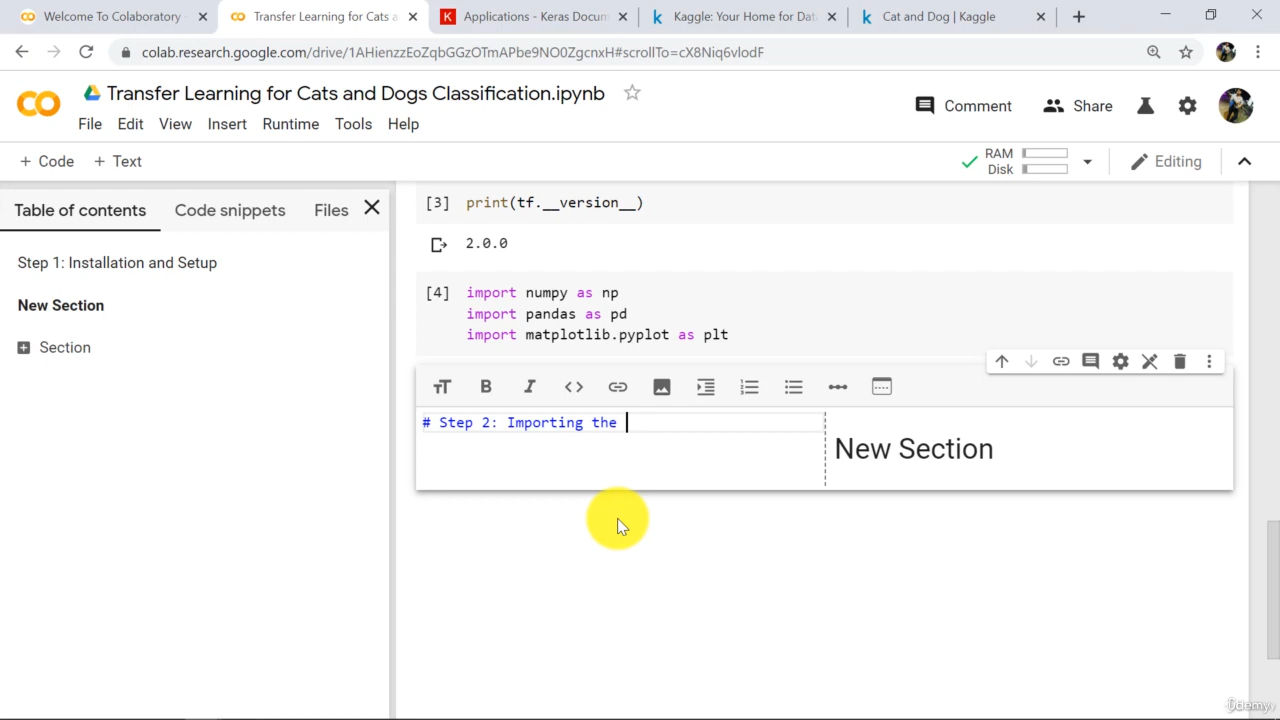 Welcome To Colaboratory
Transfer Learning for Cats a
Applications - Keras Docum
Kaggle: Your Home for Dat
Cat and Dog | Kaggle
colab.research.google.com/drive/1AHienzzEoZqbGGzOTmAPbe9NO0ZgcnxH#scrollTo=cX8Niq6vlodF
Transfer Learning for Cats and Dogs Classification.ipynb
Comment
Share
File
Edit
View
Insert
Runtime
Tools
Help
+ Code
+ Text
RAM
Disk
Editing
Table of contents
Code snippets
Files
Step 1: Installation and Setup
New Section
Section
[3] print(tf.__version__)
2.0.0
[4] import numpy as np
import pandas as pd
import matplotlib.pyplot as plt
# Step 2: Importing the
New Section
Udemy